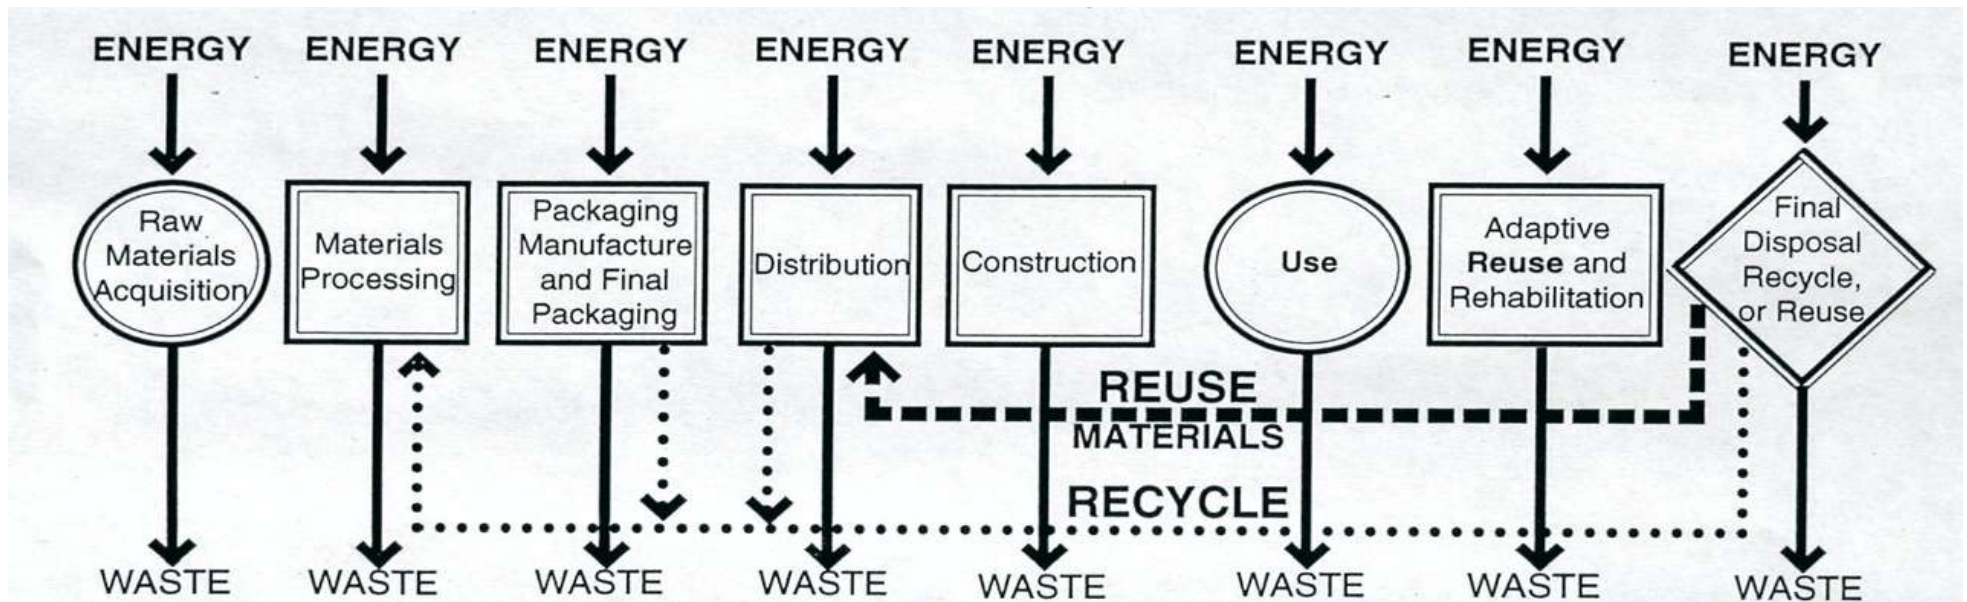 ENERGY ENERGY ENERGY ENERGY ENERGY ENERGY ENERGY ENERGY
Raw
Materials
Acquisition
Materials
Processing
Packaging
Manufacture
and Final
Packaging
Distribution
Construction
Use
Adaptive
Reuse and
Rehabilitation
Final
Disposal
Recycle,
or Reuse
REUSE
MATERIALS
RECYCLE
WASTE WASTE WASTE WASTE WASTE WASTE WASTE WASTE